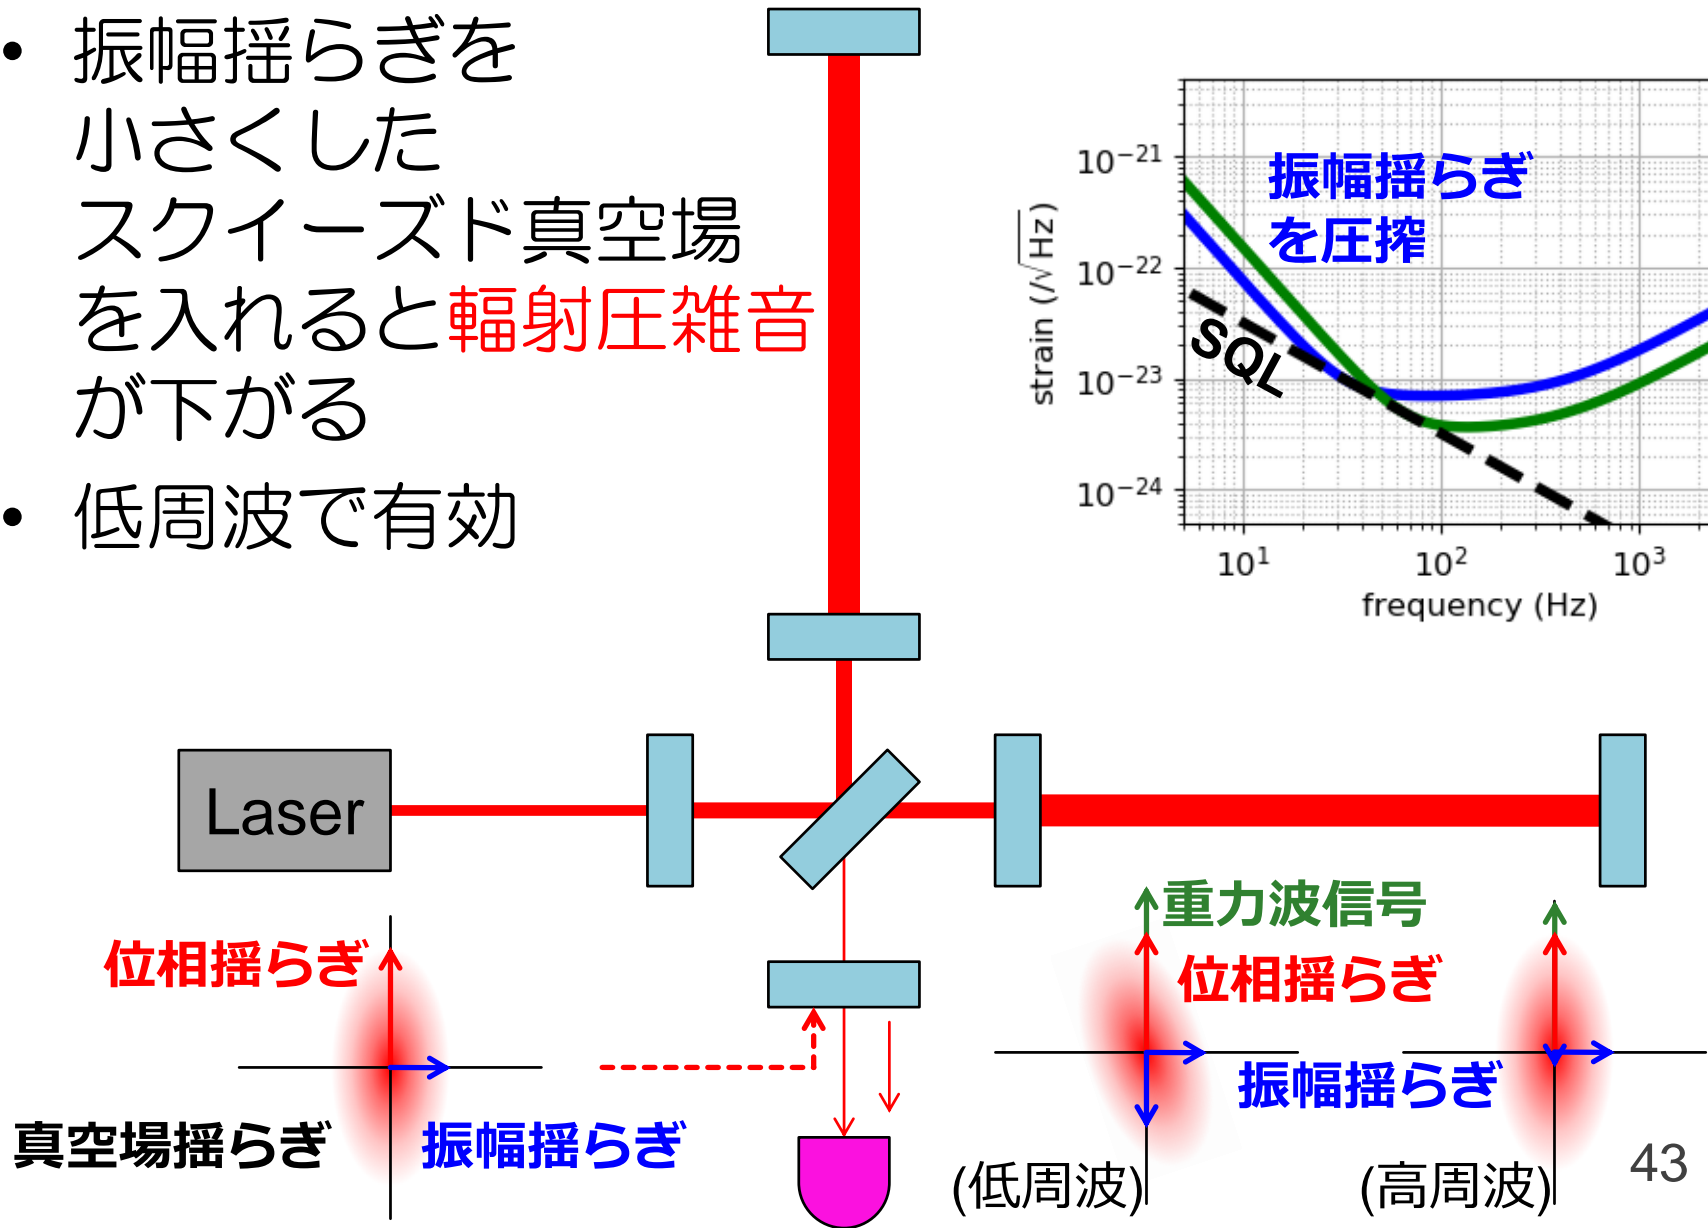 • 振幅揺らぎを
小さくした
スクイーズド真空場
を入れると輻射圧雑音
が下がる
• 低周波で有効
振幅揺らぎ
を圧搾
SQL
strain (/√Hz)
10⁻²¹
10⁻²²
10⁻²³
10⁻²⁴
10¹ 10² 10³
frequency (Hz)
Laser
位相揺らぎ
真空場揺らぎ
振幅揺らぎ
重力波信号
位相揺らぎ
振幅揺らぎ
(低周波)
(高周波)
43